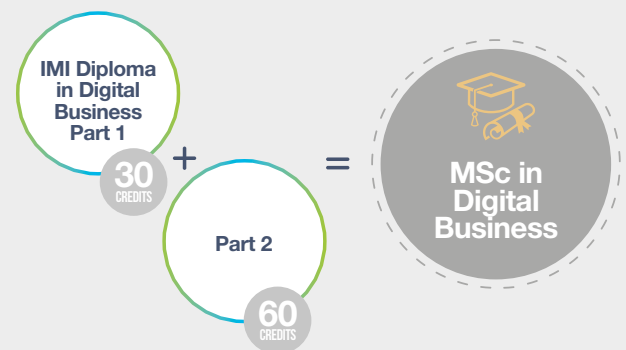 IMI Diploma
in Digital
Business
Part 1
30
CREDITS
+
Part 2
60
CREDITS
=
MSc in
Digital
Business